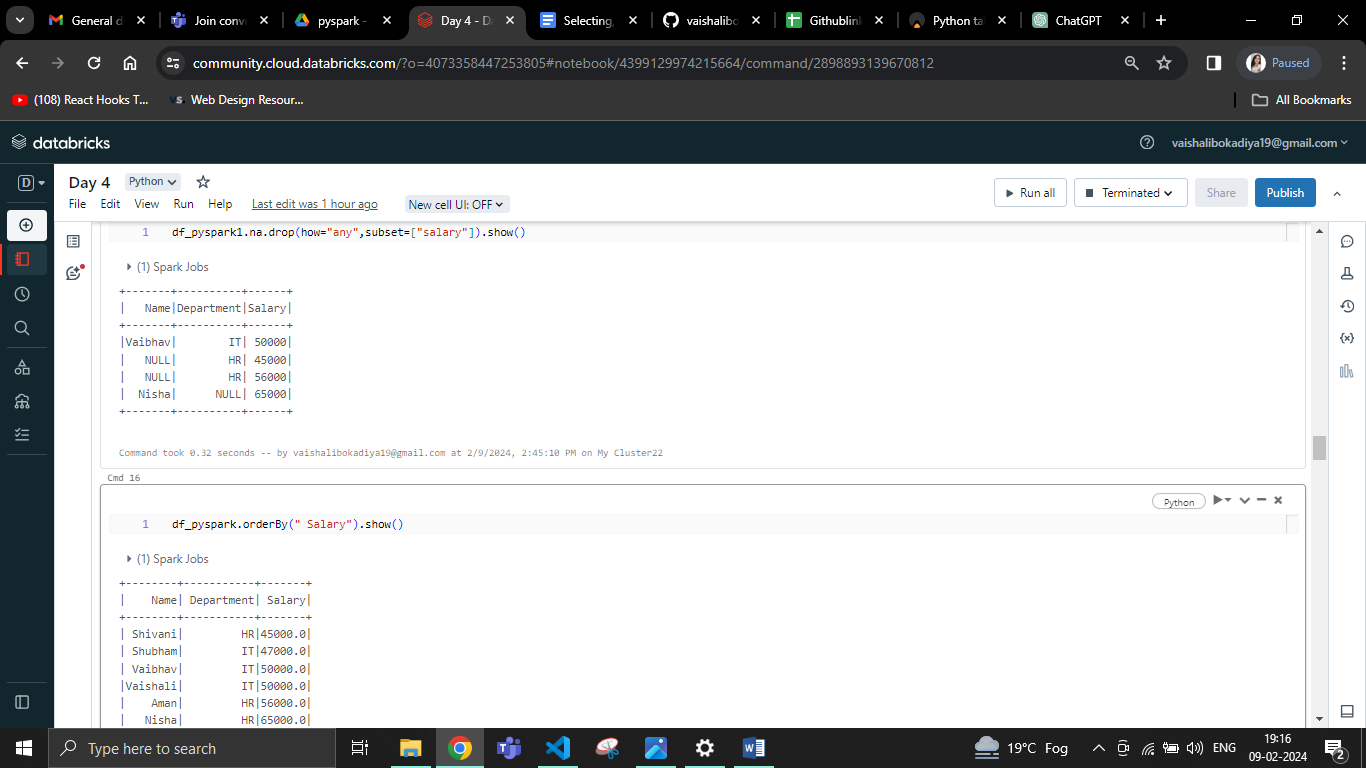 General d
Join conv
pyspark -
Day 4 - Da
Selecting,
vaishalibo
Githublink
Python ta
ChatGPT
community.cloud.databricks.com/?o=4073358447253805#notebook/4399129974215664/command/2898893139670812
Paused
(108) React Hooks T...
VS
Web Design Resour...
All Bookmarks
databricks
vaishalibokadiya19@gmail.com
D
Day 4
Python
File Edit View Run Help Last edit was 1 hour ago New cell UI: OFF
Run all
Terminated
Share
Publish
1 df_pyspark1.na.drop(how="any",subset=["salary"]).show()
(1) Spark Jobs
+-------+----------+------+
|   Name|Department|Salary|
+-------+----------+------+
|Vaibhav|        IT| 50000|
|   NULL|        HR| 45000|
|   NULL|        HR| 56000|
|  Nisha|      NULL| 65000|
+-------+----------+------+
Command took 0.32 seconds -- by vaishalibokadiya19@gmail.com at 2/9/2024, 2:45:10 PM on My Cluster22
Cmd 16
Python
1 df_pyspark.orderBy(" Salary").show()
(1) Spark Jobs
+--------+-----------+-------+
|    Name| Department| Salary|
+--------+-----------+-------+
| Shivani|         HR|45000.0|
| Shubham|         IT|47000.0|
| Vaibhav|         IT|50000.0|
|Vaishali|         IT|50000.0|
|    Aman|         HR|56000.0|
|   Nisha|         HR|65000.0|
Type here to search
19°C Fog
ENG
19:16
09-02-2024
2